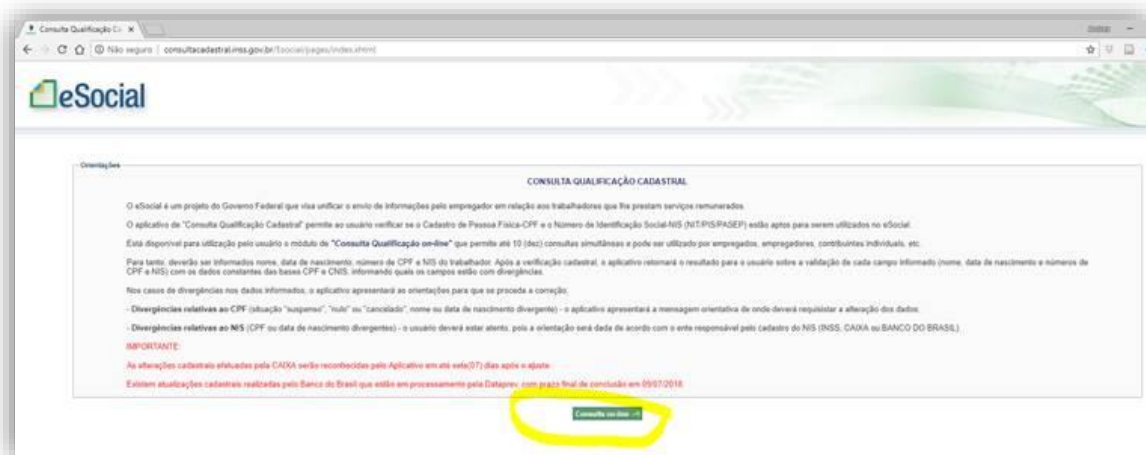 Consulta Qualificação Ca
Não seguro | consultacadastral.inss.gov.br/Esocial/pages/index.xhtml
eSocial
Orientações
CONSULTA QUALIFICAÇÃO CADASTRAL
O eSocial é um projeto do Governo Federal que visa unificar o envio de informações pelo empregador em relação aos trabalhadores que lhe prestam serviços remunerados.
O aplicativo de "Consulta Qualificação Cadastral" permite ao usuário verificar se o Cadastro de Pessoa Física-CPF e o Número de Identificação Social-NIS (NIT/PIS/PASEP) estão aptos para serem utilizados no eSocial.
Está disponível para utilização pelo usuário o módulo de "Consulta Qualificação on-line" que permite até 10 (dez) consultas simultâneas e pode ser utilizado por empregados, empregadores, contribuintes individuais, etc.
Para tanto, deverão ser informados nome, data de nascimento, número de CPF e NIS do trabalhador. Após a verificação cadastral, o aplicativo retornará o resultado para o usuário sobre a validação de cada campo informado (nome, data de nascimento e números de
CPF e NIS) com os dados constantes das bases CPF e CNIS, informando quais os campos estão com divergências.
Nos casos de divergências nos dados informados, o aplicativo apresentará as orientações para que se proceda a correção.
- Divergências relativas ao CPF (situação "suspenso", "nulo" ou "cancelado", nome ou data de nascimento divergente) - o aplicativo apresentará a mensagem orientativa de onde deverá requisitar a alteração dos dados.
- Divergências relativas ao NIS (CPF ou data de nascimento divergentes) - o usuário deverá estar atento, pois a orientação será dada de acordo com o ente responsável pelo cadastro do NIS (INSS, CAIXA ou BANCO DO BRASIL).
IMPORTANTE:
As alterações cadastrais efetuadas pela CAIXA serão reconhecidas pelo Aplicativo em até sete(07) dias após o ajuste.
Existem atualizações cadastrais realizadas pelo Banco do Brasil que estão em processamento pela Dataprev, com prazo final de conclusão em 09/07/2018.
Consulta on-line